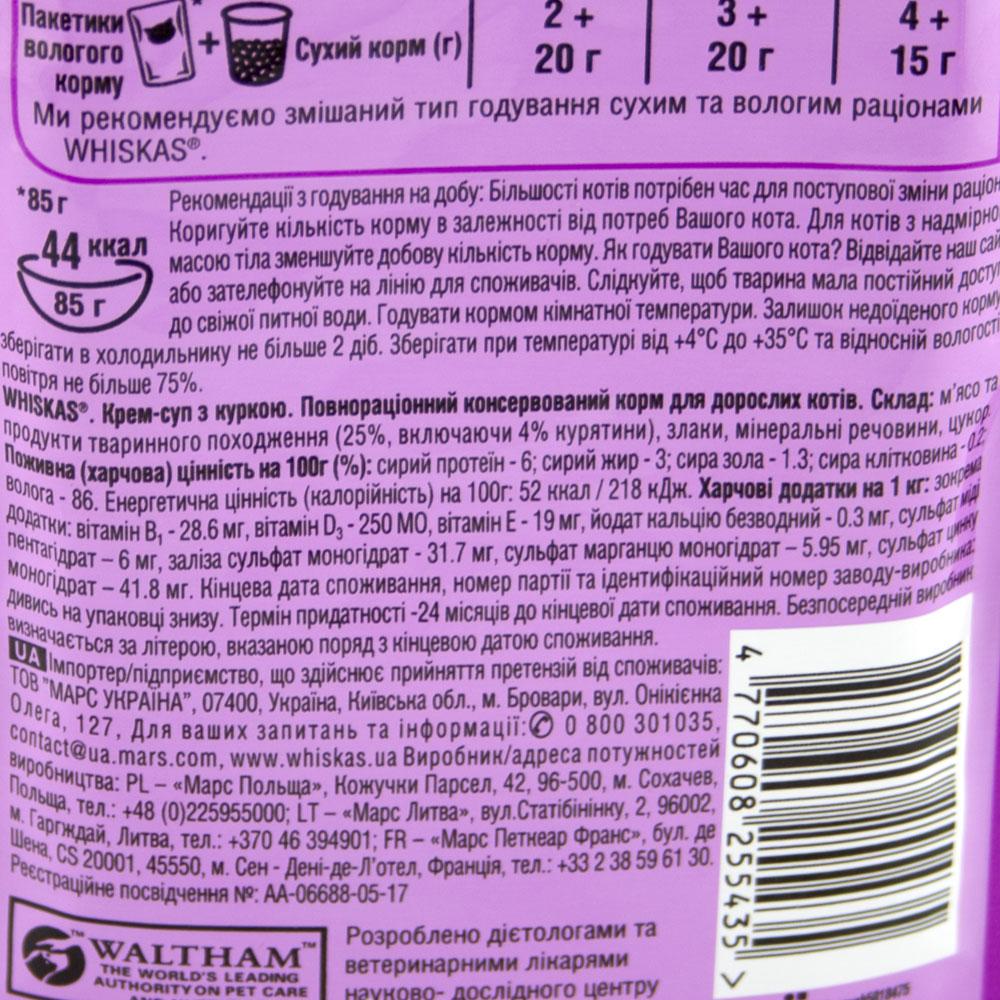 Пакетики вологого корму + Сухий корм (г)
2 + 20 г
3 + 20 г
4 + 15 г
Ми рекомендуємо змішаний тип годування сухим та вологим раціонами
WHISKAS®.
*85 г
44 ккал
85 г
Рекомендації з годування на добу: Більшості котів потрібен час для поступової зміни раціон
Коригуйте кількість корму в залежності від потреб Вашого кота. Для котів з надмірно
масою тіла зменшуйте добову кількість корму. Як годувати Вашого кота? Відвідайте наш сай
або зателефонуйте на лінію для споживачів. Слідкуйте, щоб тварина мала постійний досту
до свіжої питної води. Годувати кормом кімнатної температури. Залишок недоїденого корму
зберігати в холодильнику не більше 2 діб. Зберігати при температурі від +4°С до +35°С та відносній вологост
повітря не більше 75%.
WHISKAS®. Крем-суп з куркою. Повнораціонний консервований корм для дорослих котів. Склад: м'ясо та
продукти тваринного походження (25%, включаючи 4% курятини), злаки, мінеральні речовини, цукор.
Поживна (харчова) цінність на 100г (%): сирий протеїн - 6; сирий жир - 3; сира зола - 1.3; сира клітковина - 0.2;
волога - 86. Енергетична цінність (калорійність) на 100г: 52 ккал / 218 кДж. Харчові додатки на 1 кг: зокрема
додатки: вітамін B₁ - 28.6 мг, вітамін D₃ - 250 МО, вітамін Е - 19 мг, йодат кальцію безводний - 0.3 мг, сульфат міді
пентагідрат – 6 мг, заліза сульфат моногідрат - 31.7 мг, сульфат марганцю моногідрат – 5.95 мг, сульфат цинку
моногідрат – 41.8 мг. Кінцева дата споживання, номер партії та ідентифікаційний номер заводу-виробника:
дивись на упаковці знизу. Термін придатності -24 місяців до кінцевої дати споживання. Безпосередній виробник
визначається за літерою, вказаною поряд з кінцевою датою споживання.
UA Імпортер/підприємство, що здійснює прийняття претензій від споживачів:
ТОВ "МАРС УКРАЇНА", 07400, Україна, Київська обл., м. Бровари, вул. Онікієнка
Олега, 127, Для ваших запитань та інформації: ✆ 0 800 301035,
contact@ua.mars.com, www.whiskas.ua Виробник/адреса потужностей
виробництва: PL – «Марс Польща», Кожучки Парсел, 42, 96-500, м. Сохачев,
Польща, тел.: +48 (0)225955000; LT – «Марс Литва», вул.Статібінінку, 2, 96002,
м. Гаргждай, Литва, тел.: +370 46 394901; FR – «Марс Петкеар Франс», бул. де
Шена, CS 20001, 45550, м. Сен - Дені-де-Л'отел, Франція, тел.: +33 2 38 59 61 30.
Реєстраційне посвідчення №: АА-06688-05-17
4 770608 255435 >
WALTHAM™
THE WORLD'S LEADING
AUTHORITY ON PET CARE
Розроблено дієтологами та
ветеринарними лікарями
науково- дослідного центру